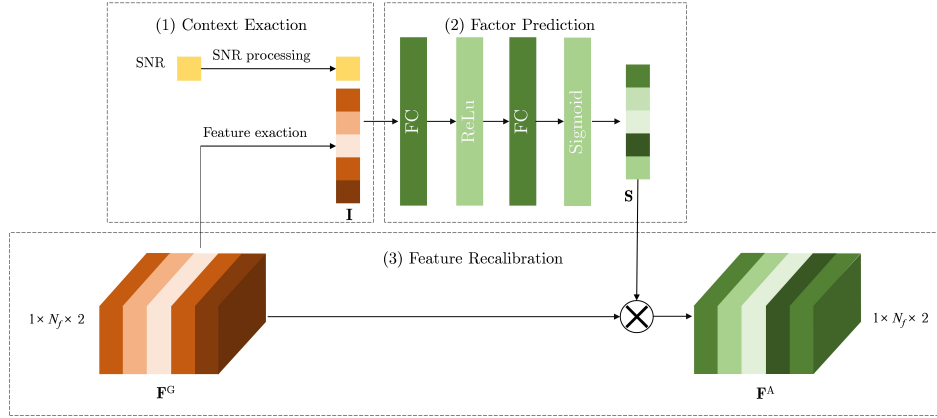 (1) Context Exaction
(2) Factor Prediction
SNR
SNR processing
Feature exaction
I
FC
ReLu
FC
Sigmoid
S
(3) Feature Recalibration
1 × N_f × 2
F^G
1 × N_f × 2
F^A